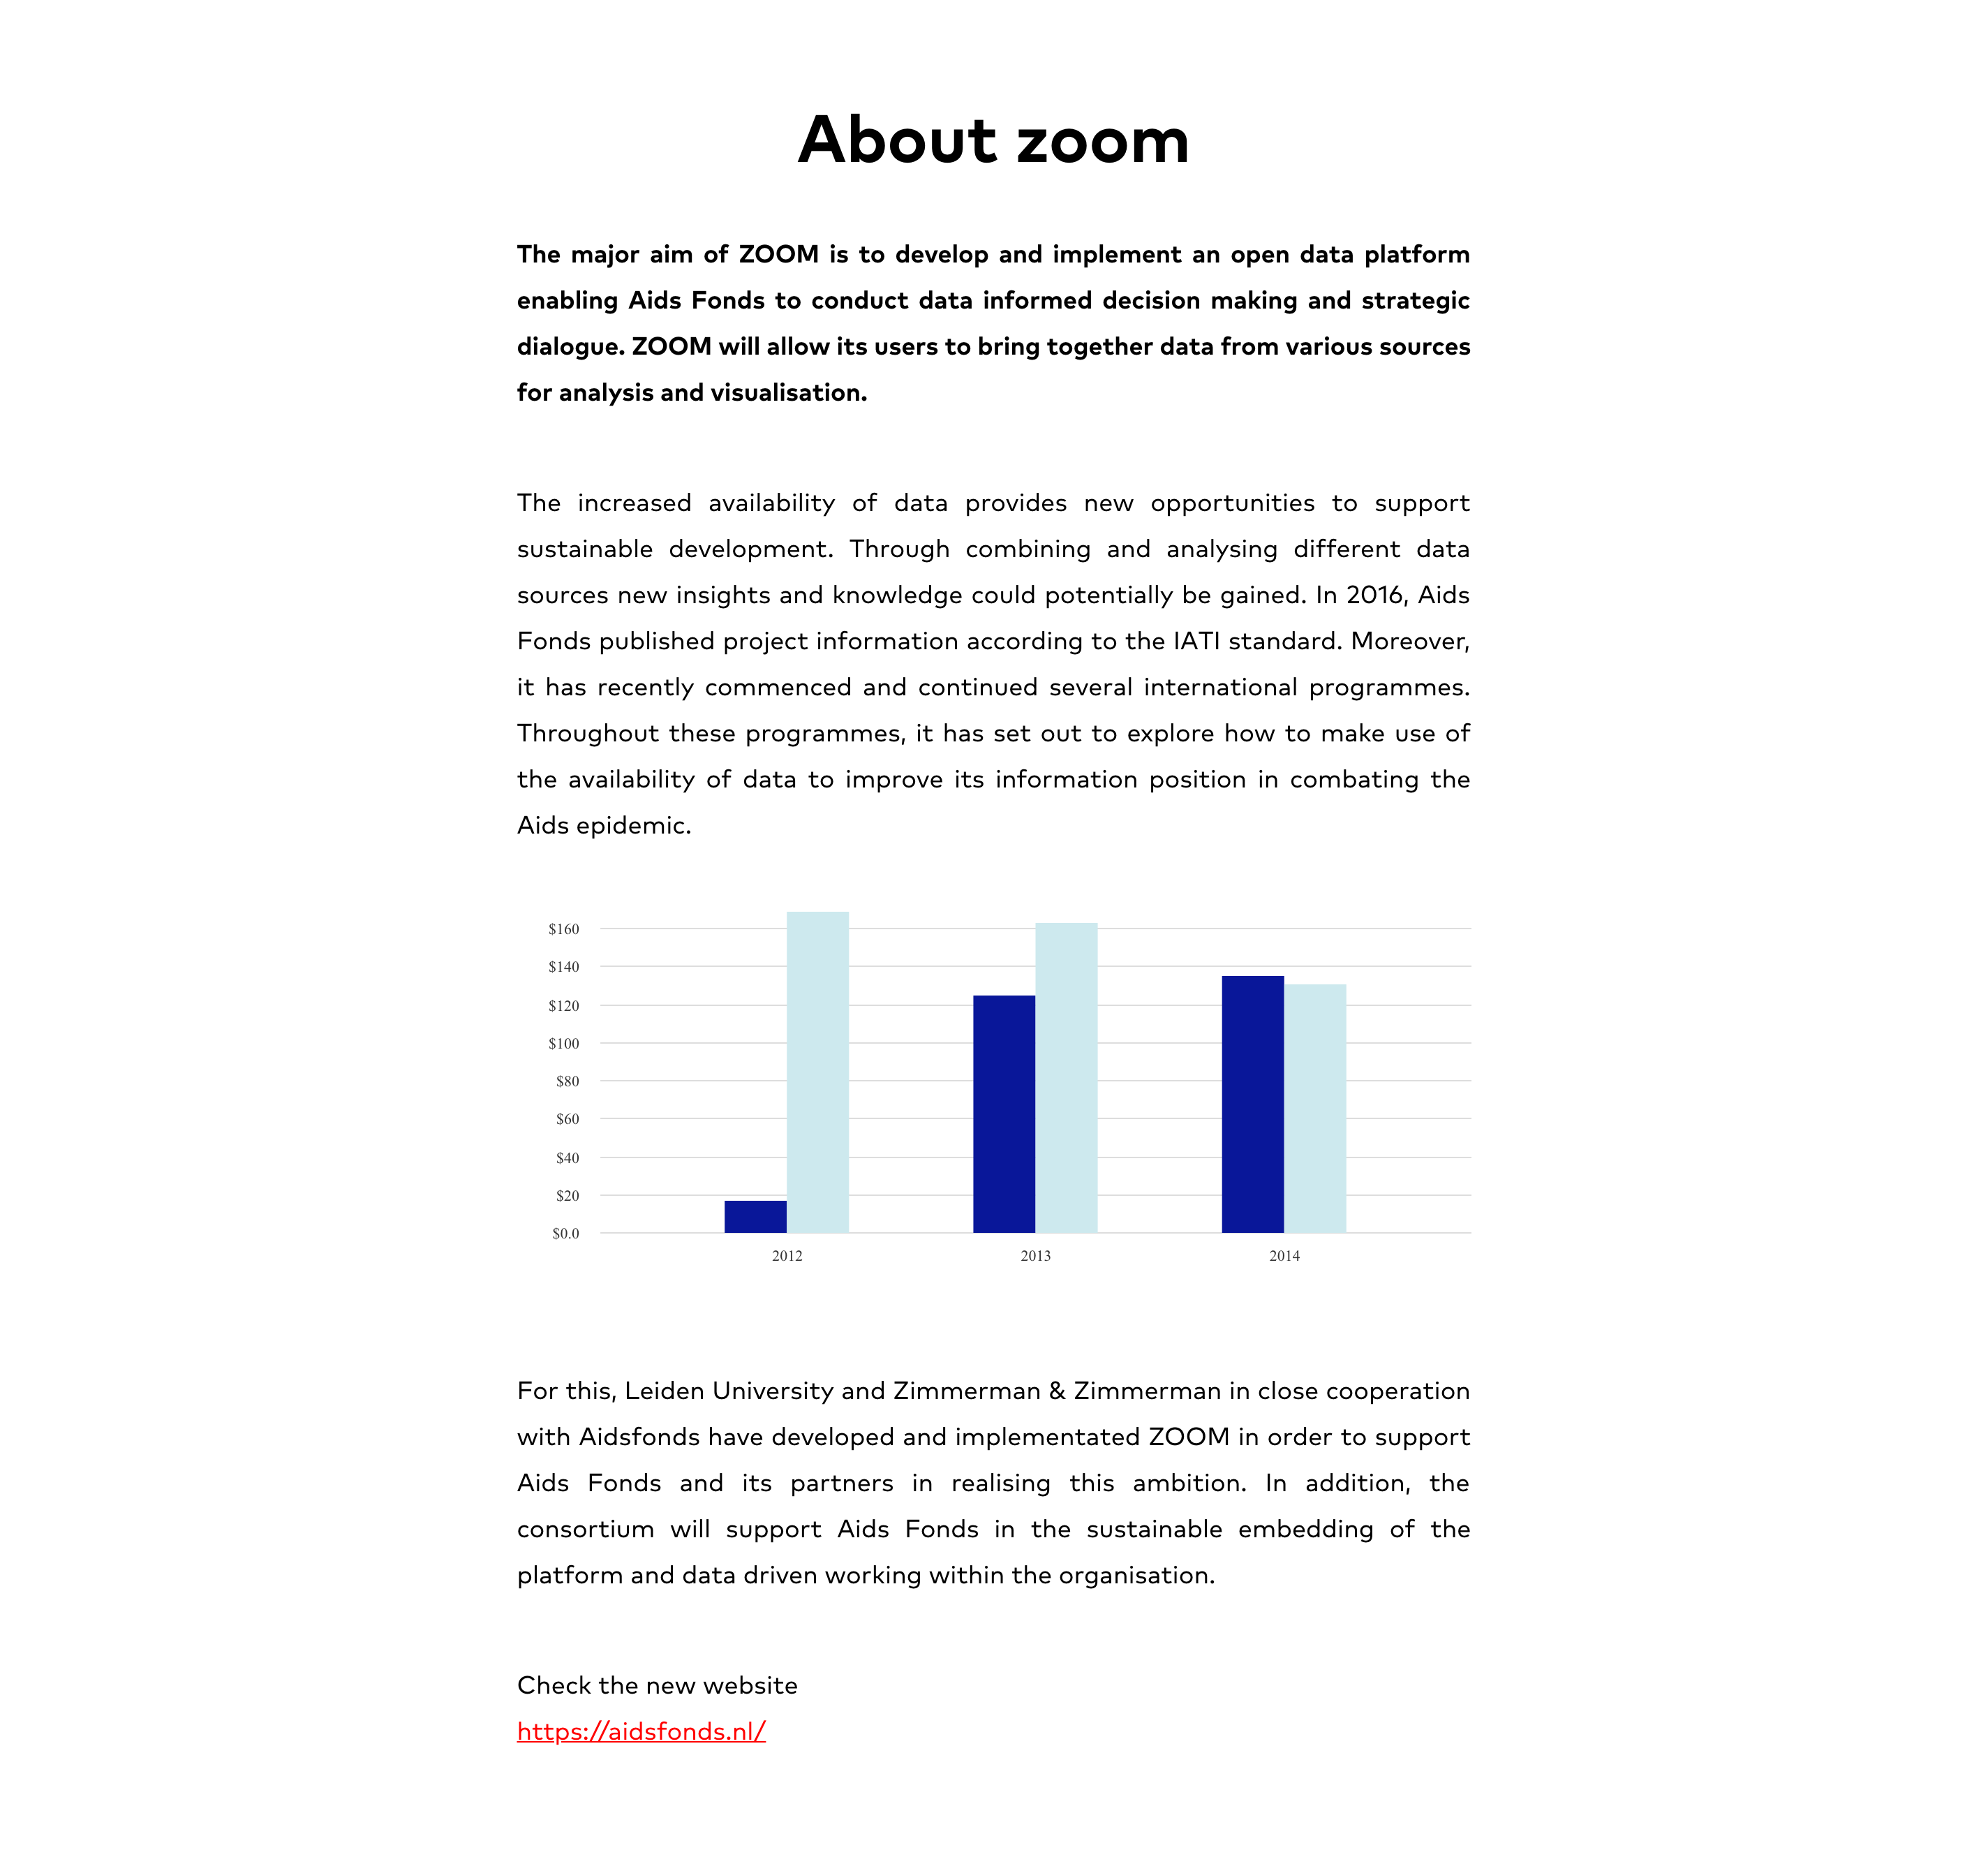 About zoom
The major aim of ZOOM is to develop and implement an open data platform
enabling Aids Fonds to conduct data informed decision making and strategic
dialogue. ZOOM will allow its users to bring together data from various sources
for analysis and visualisation.
The increased availability of data provides new opportunities to support
sustainable development. Through combining and analysing different data
sources new insights and knowledge could potentially be gained. In 2016, Aids
Fonds published project information according to the IATI standard. Moreover,
it has recently commenced and continued several international programmes.
Throughout these programmes, it has set out to explore how to make use of
the availability of data to improve its information position in combating the
Aids epidemic.
$160
$140
$120
$100
$80
$60
$40
$20
$0.0
2012 2013 2014
For this, Leiden University and Zimmerman & Zimmerman in close cooperation
with Aidsfonds have developed and implementated ZOOM in order to support
Aids Fonds and its partners in realising this ambition. In addition, the
consortium will support Aids Fonds in the sustainable embedding of the
platform and data driven working within the organisation.
Check the new website
https://aidsfonds.nl/